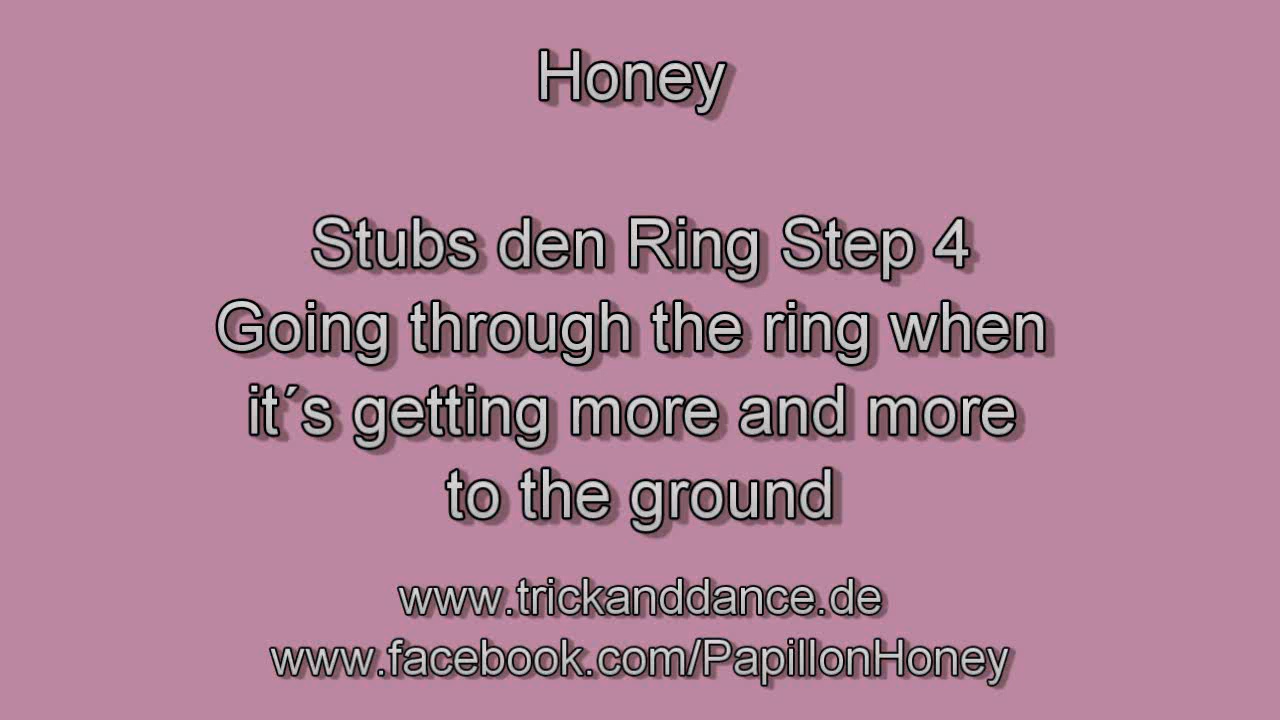 Honey
Stubs den Ring Step 4
Going through the ring when
it´s getting more and more
to the ground
www.trickanddance.de
www.facebook.com/PapillonHoney